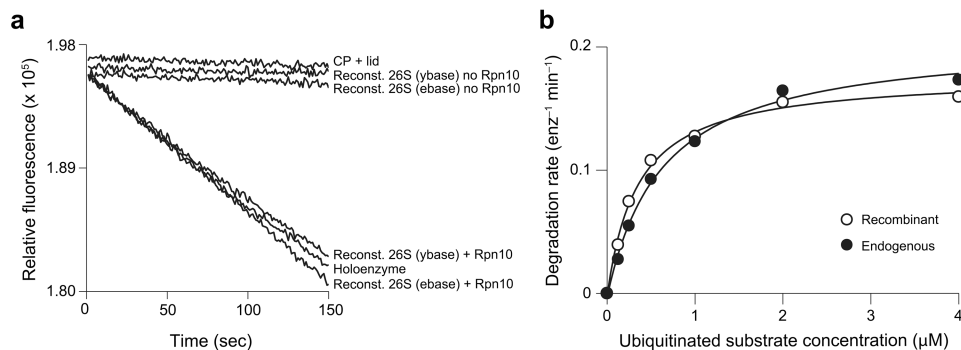 a
Relative fluorescence (x 10⁵)
1.98
1.89
1.80
0
50
100
150
Time (sec)
CP + lid
Reconst. 26S (ybase) no Rpn10
Reconst. 26S (ebase) no Rpn10
Reconst. 26S (ybase) + Rpn10
Holoenzyme
Reconst. 26S (ebase) + Rpn10
b
Degradation rate (enz⁻¹ min⁻¹)
0.2
0.1
0
0
1
2
3
4
Ubiquitinated substrate concentration (µM)
Recombinant
Endogenous